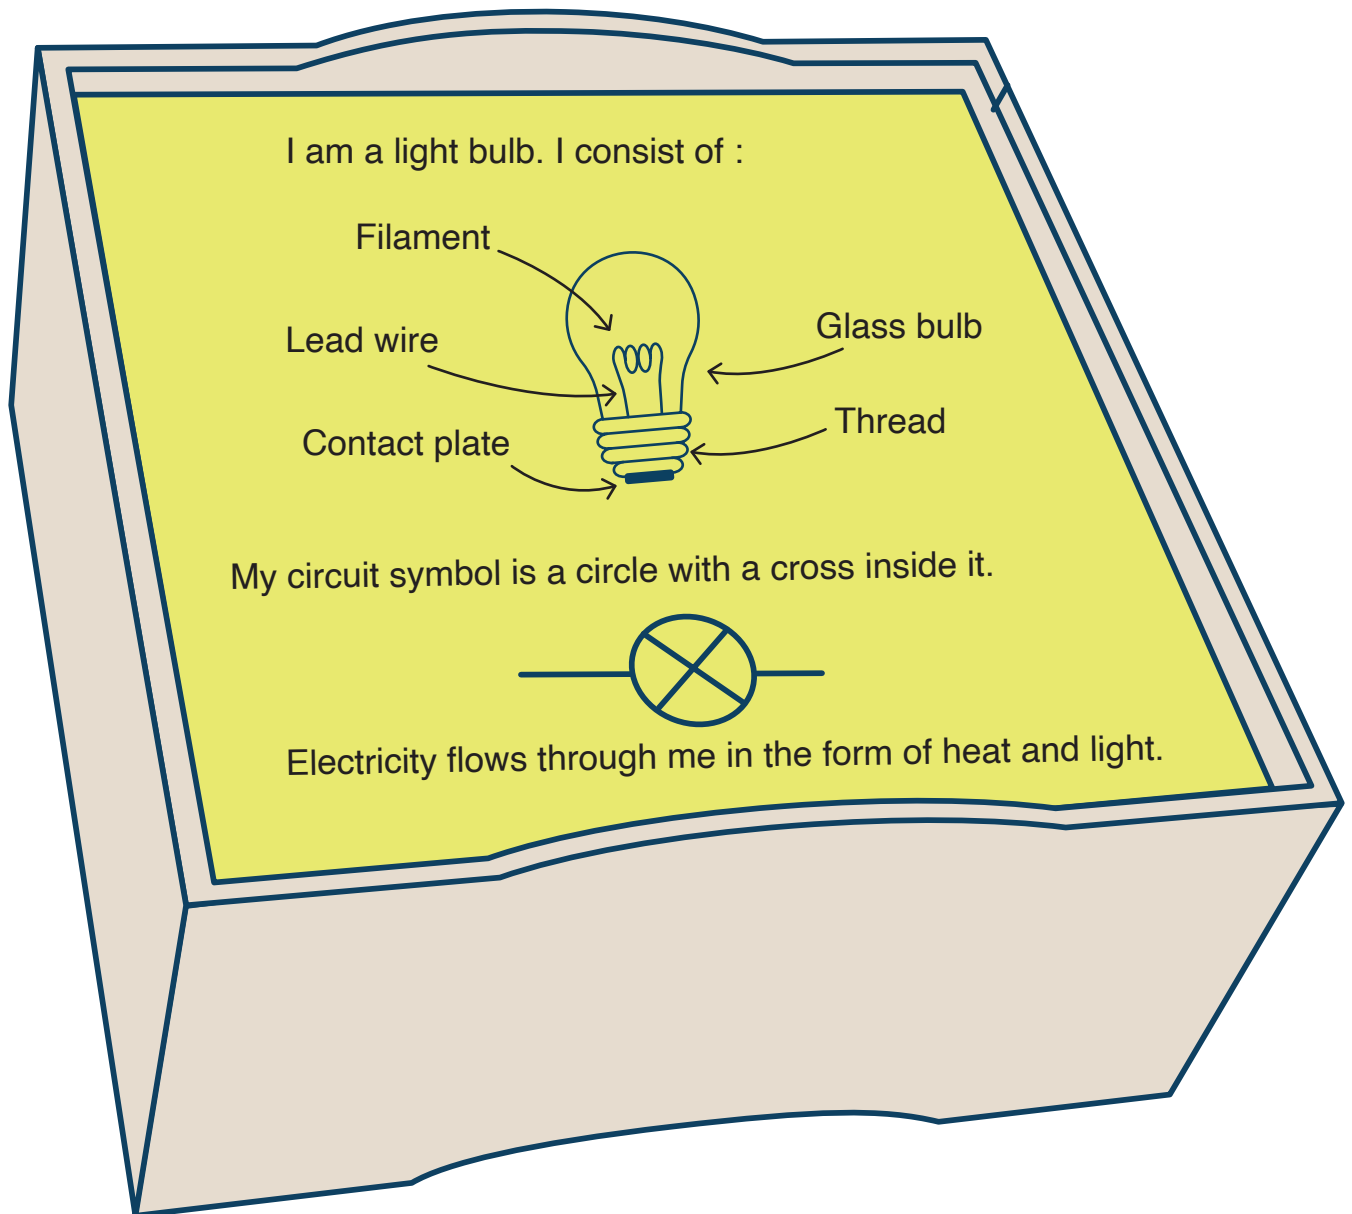 I am a light bulb. I consist of :
Filament
Glass bulb
Lead wire
Thread
Contact plate
My circuit symbol is a circle with a cross inside it.
Electricity flows through me in the form of heat and light.